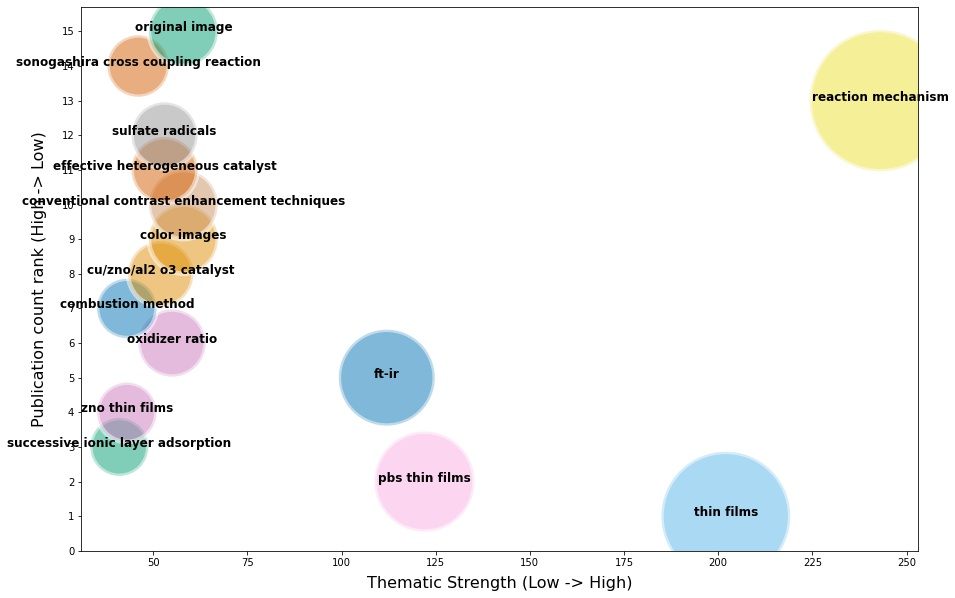 15
original image
14
sonogashira cross coupling reaction
13
reaction mechanism
12
sulfate radicals
11
effective heterogeneous catalyst
10
conventional contrast enhancement techniques
9
color images
8
cu/zno/al2 o3 catalyst
7
combustion method
6
oxidizer ratio
5
ft-ir
4
zno thin films
3
successive ionic layer adsorption
2
pbs thin films
1
thin films
0
50
75
100
125
150
175
200
225
250
Thematic Strength (Low -> High)
Publication count rank (High -> Low)